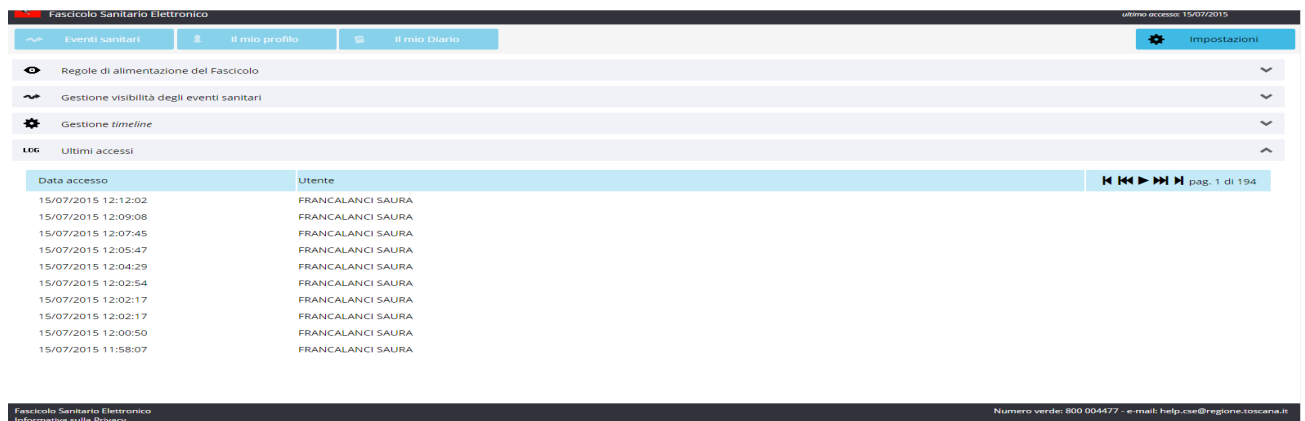 Fascicolo Sanitario Elettronico ultimo accesso: 15/07/2015
Eventi sanitari Il mio profilo Il mio Diario Impostazioni
Regole di alimentazione del Fascicolo
Gestione visibilità degli eventi sanitari
Gestione timeline
LOG Ultimi accessi
Data accesso Utente pag. 1 di 194
15/07/2015 12:12:02 FRANCALANCI SAURA
15/07/2015 12:09:08 FRANCALANCI SAURA
15/07/2015 12:07:45 FRANCALANCI SAURA
15/07/2015 12:05:47 FRANCALANCI SAURA
15/07/2015 12:04:29 FRANCALANCI SAURA
15/07/2015 12:02:54 FRANCALANCI SAURA
15/07/2015 12:02:17 FRANCALANCI SAURA
15/07/2015 12:02:17 FRANCALANCI SAURA
15/07/2015 12:00:50 FRANCALANCI SAURA
15/07/2015 11:58:07 FRANCALANCI SAURA
Fascicolo Sanitario Elettronico Numero verde: 800 004477 - e-mail: help.cse@regione.toscana.it
Informativa sulla Privacy